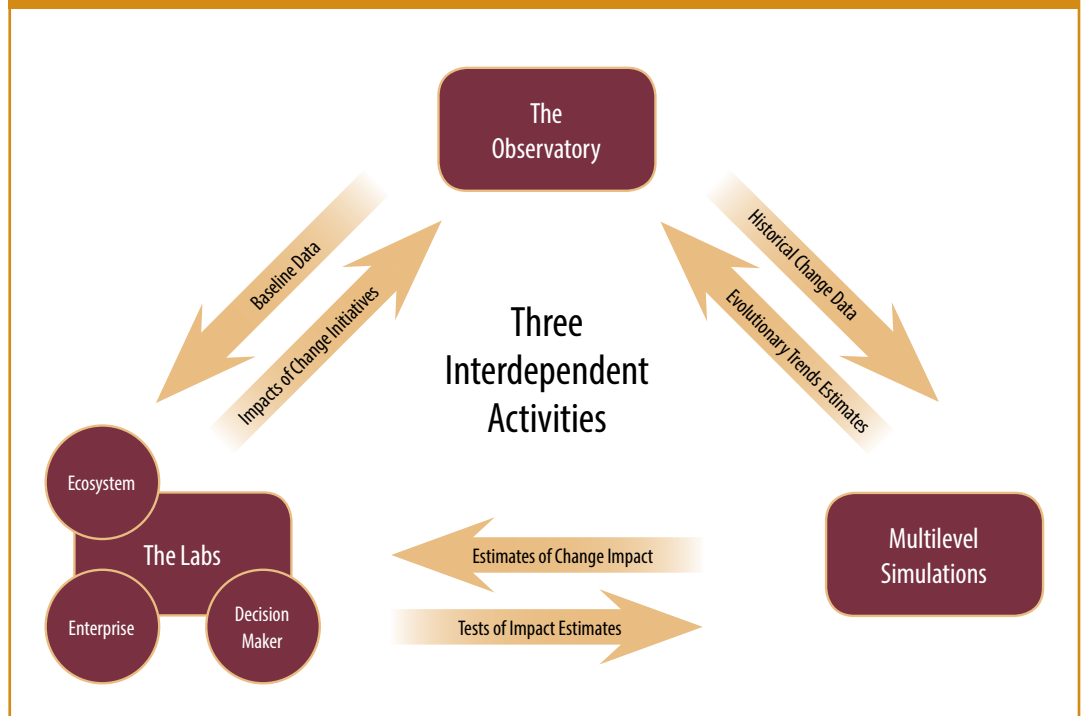 The
Observatory
Baseline Data
Impacts of Change Initiatives
Historical Change Data
Evolutionary Trends Estimates
Three
Interdependent
Activities
Ecosystem
The Labs
Enterprise
Decision
Maker
Estimates of Change Impact
Tests of Impact Estimates
Multilevel
Simulations